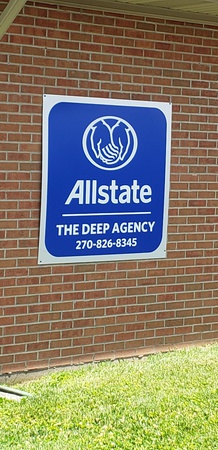 Allstate
THE DEEP AGENCY
270-826-8345